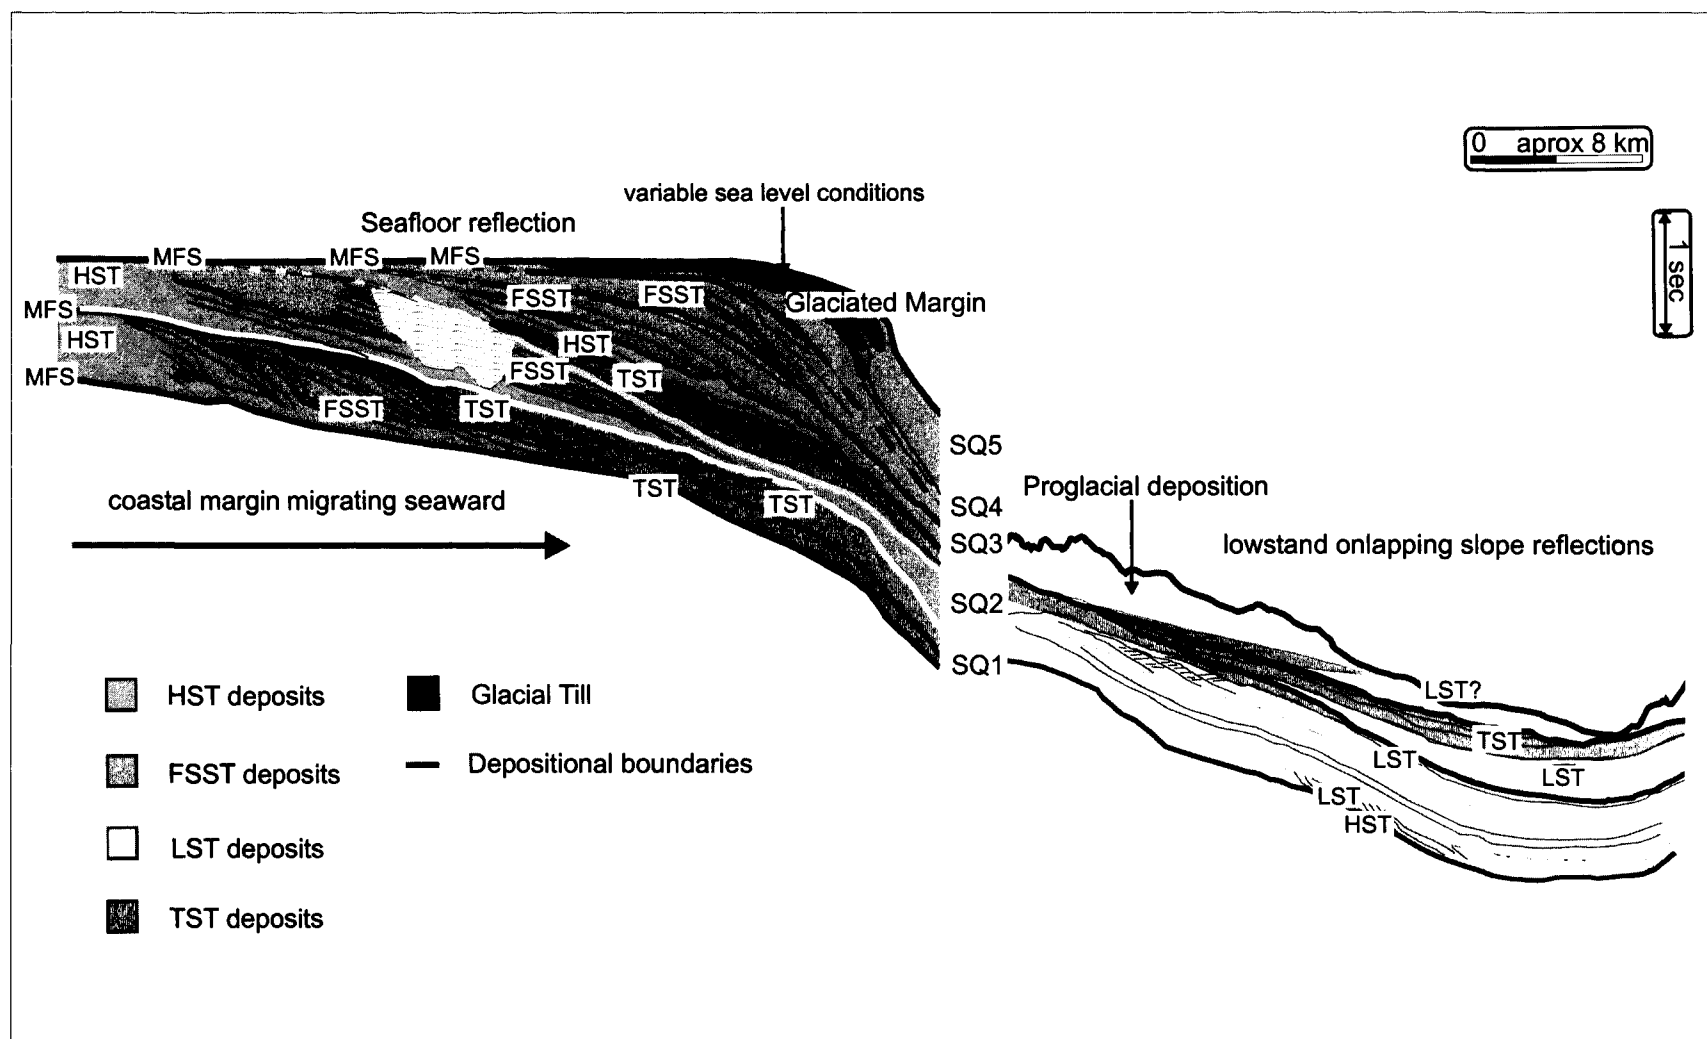 0 aprox 8 km
1 sec
variable sea level conditions
Seafloor reflection
MFS
MFS
MFS
HST
FSST
FSST
Glaciated Margin
MFS
HST
HST
FSST
TST
MFS
FSST
TST
SQ5
TST
TST
coastal margin migrating seaward
SQ4
Proglacial deposition
SQ3
lowstand onlapping slope reflections
SQ2
SQ1
LST?
TST
LST
LST
LST
HST
HST deposits
Glacial Till
FSST deposits
Depositional boundaries
LST deposits
TST deposits